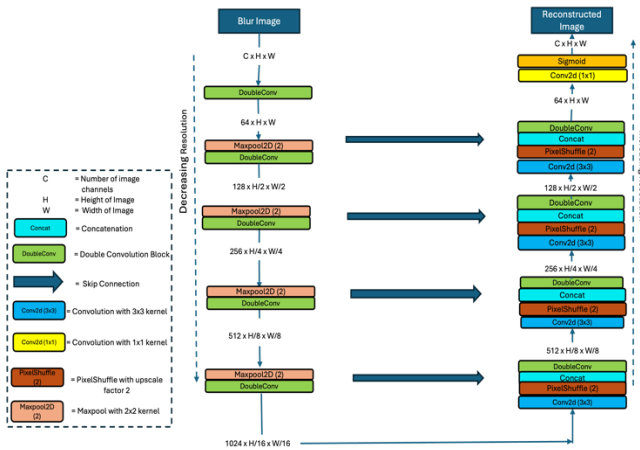 Blur Image
C x H x W
DoubleConv
64 x H x W
Maxpool2D (2)
DoubleConv
128 x H/2 x W/2
Maxpool2D (2)
DoubleConv
256 x H/4 x W/4
Maxpool2D (2)
DoubleConv
512 x H/8 x W/8
Maxpool2D (2)
DoubleConv
1024 x H/16 x W/16
Decreasing Resolution
Reconstructed
Image
C x H x W
Sigmoid
Conv2d (1x1)
64 x H x W
DoubleConv
Concat
PixelShuffle (2)
Conv2d (3x3)
128 x H/2 x W/2
DoubleConv
Concat
PixelShuffle (2)
Conv2d (3x3)
256 x H/4 x W/4
DoubleConv
Concat
PixelShuffle (2)
Conv2d (3x3)
512 x H/8 x W/8
DoubleConv
Concat
PixelShuffle (2)
Conv2d (3x3)
C = Number of image
channels
H = Height of Image
W = Width of Image
Concat = Concatenation
DoubleConv = Double Convolution Block
= Skip Connection
Conv2d (3x3) = Convolution with 3x3 kernel
Conv2d (1x1) = Convolution with 1x1 kernel
PixelShuffle
(2) = PixelShuffle with upscale
factor 2
Maxpool2D
(2) = Maxpool with 2x2 kernel